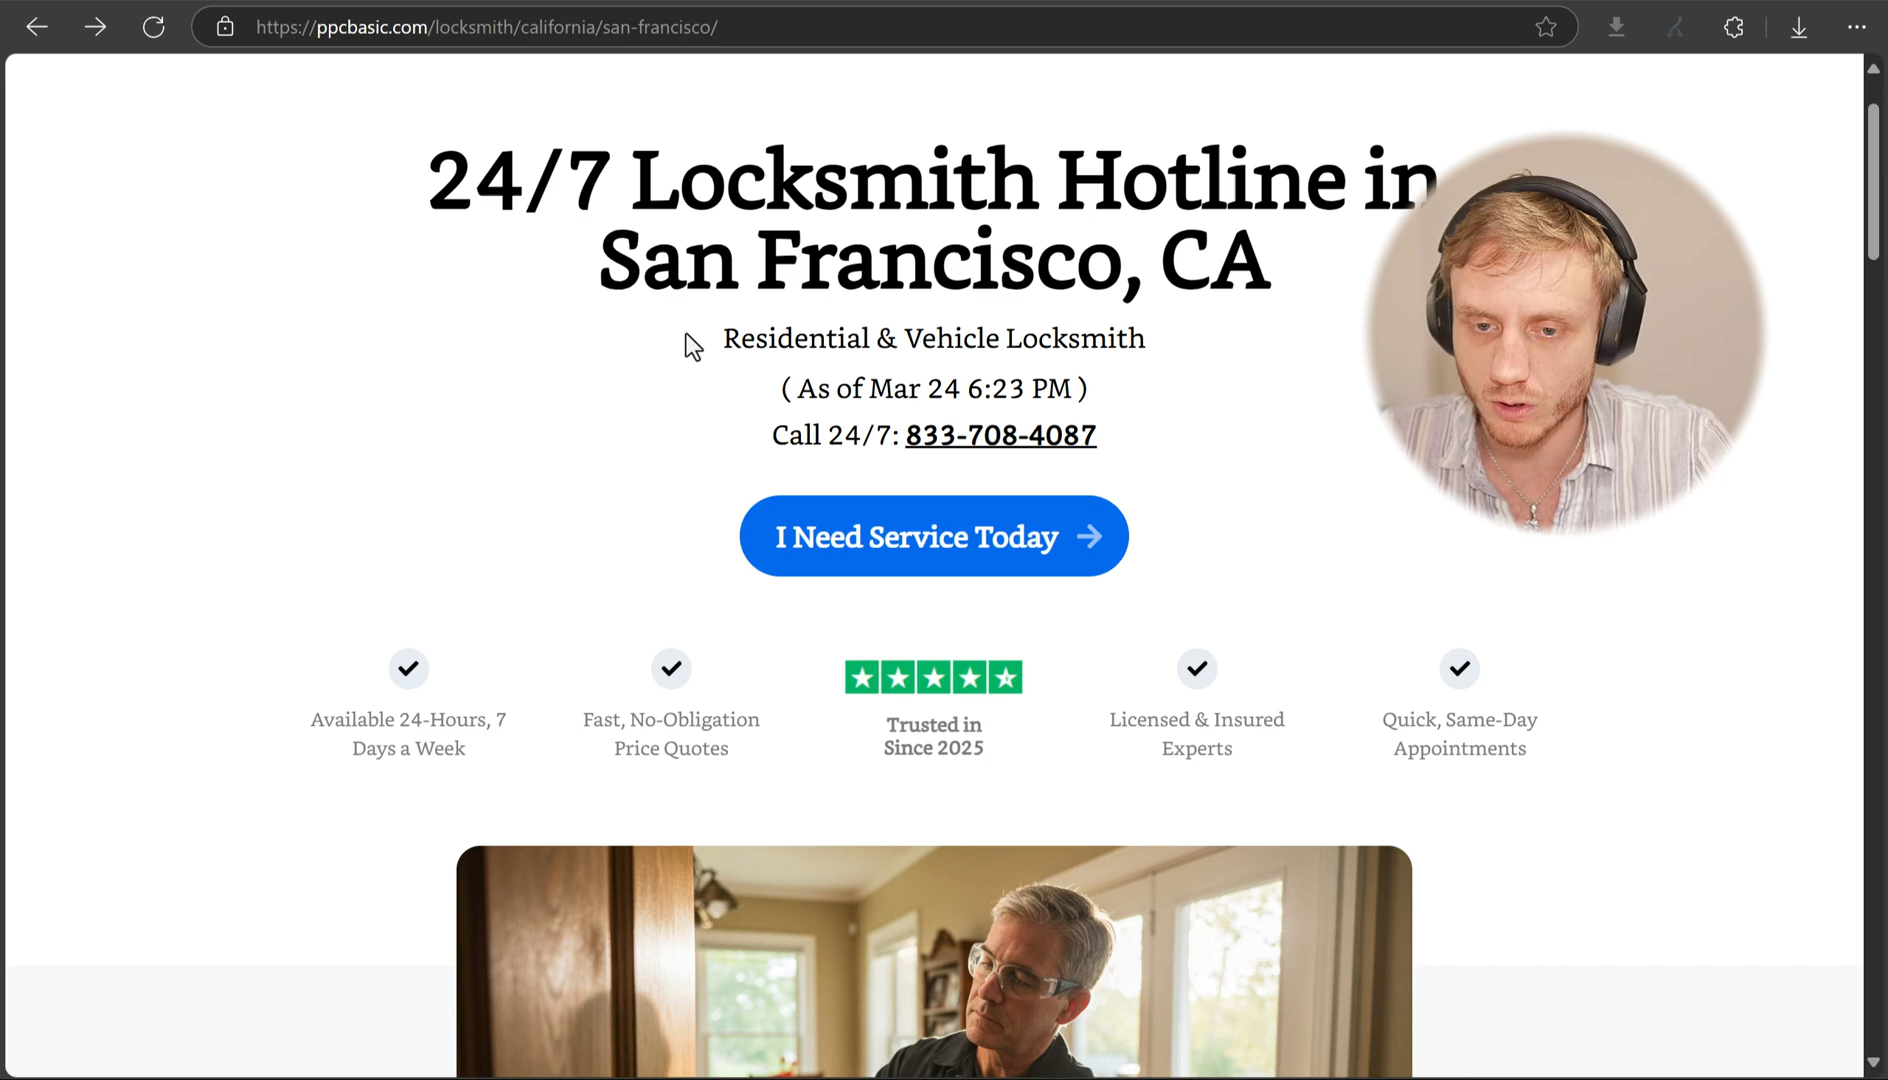 https://ppcbasic.com/locksmith/california/san-francisco/
24/7 Locksmith Hotline in
San Francisco, CA
Residential & Vehicle Locksmith
( As of Mar 24 6:23 PM )
Call 24/7: 833-708-4087
I Need Service Today
Available 24-Hours, 7
Days a Week
Fast, No-Obligation
Price Quotes
Trusted in
Since 2025
Licensed & Insured
Experts
Quick, Same-Day
Appointments